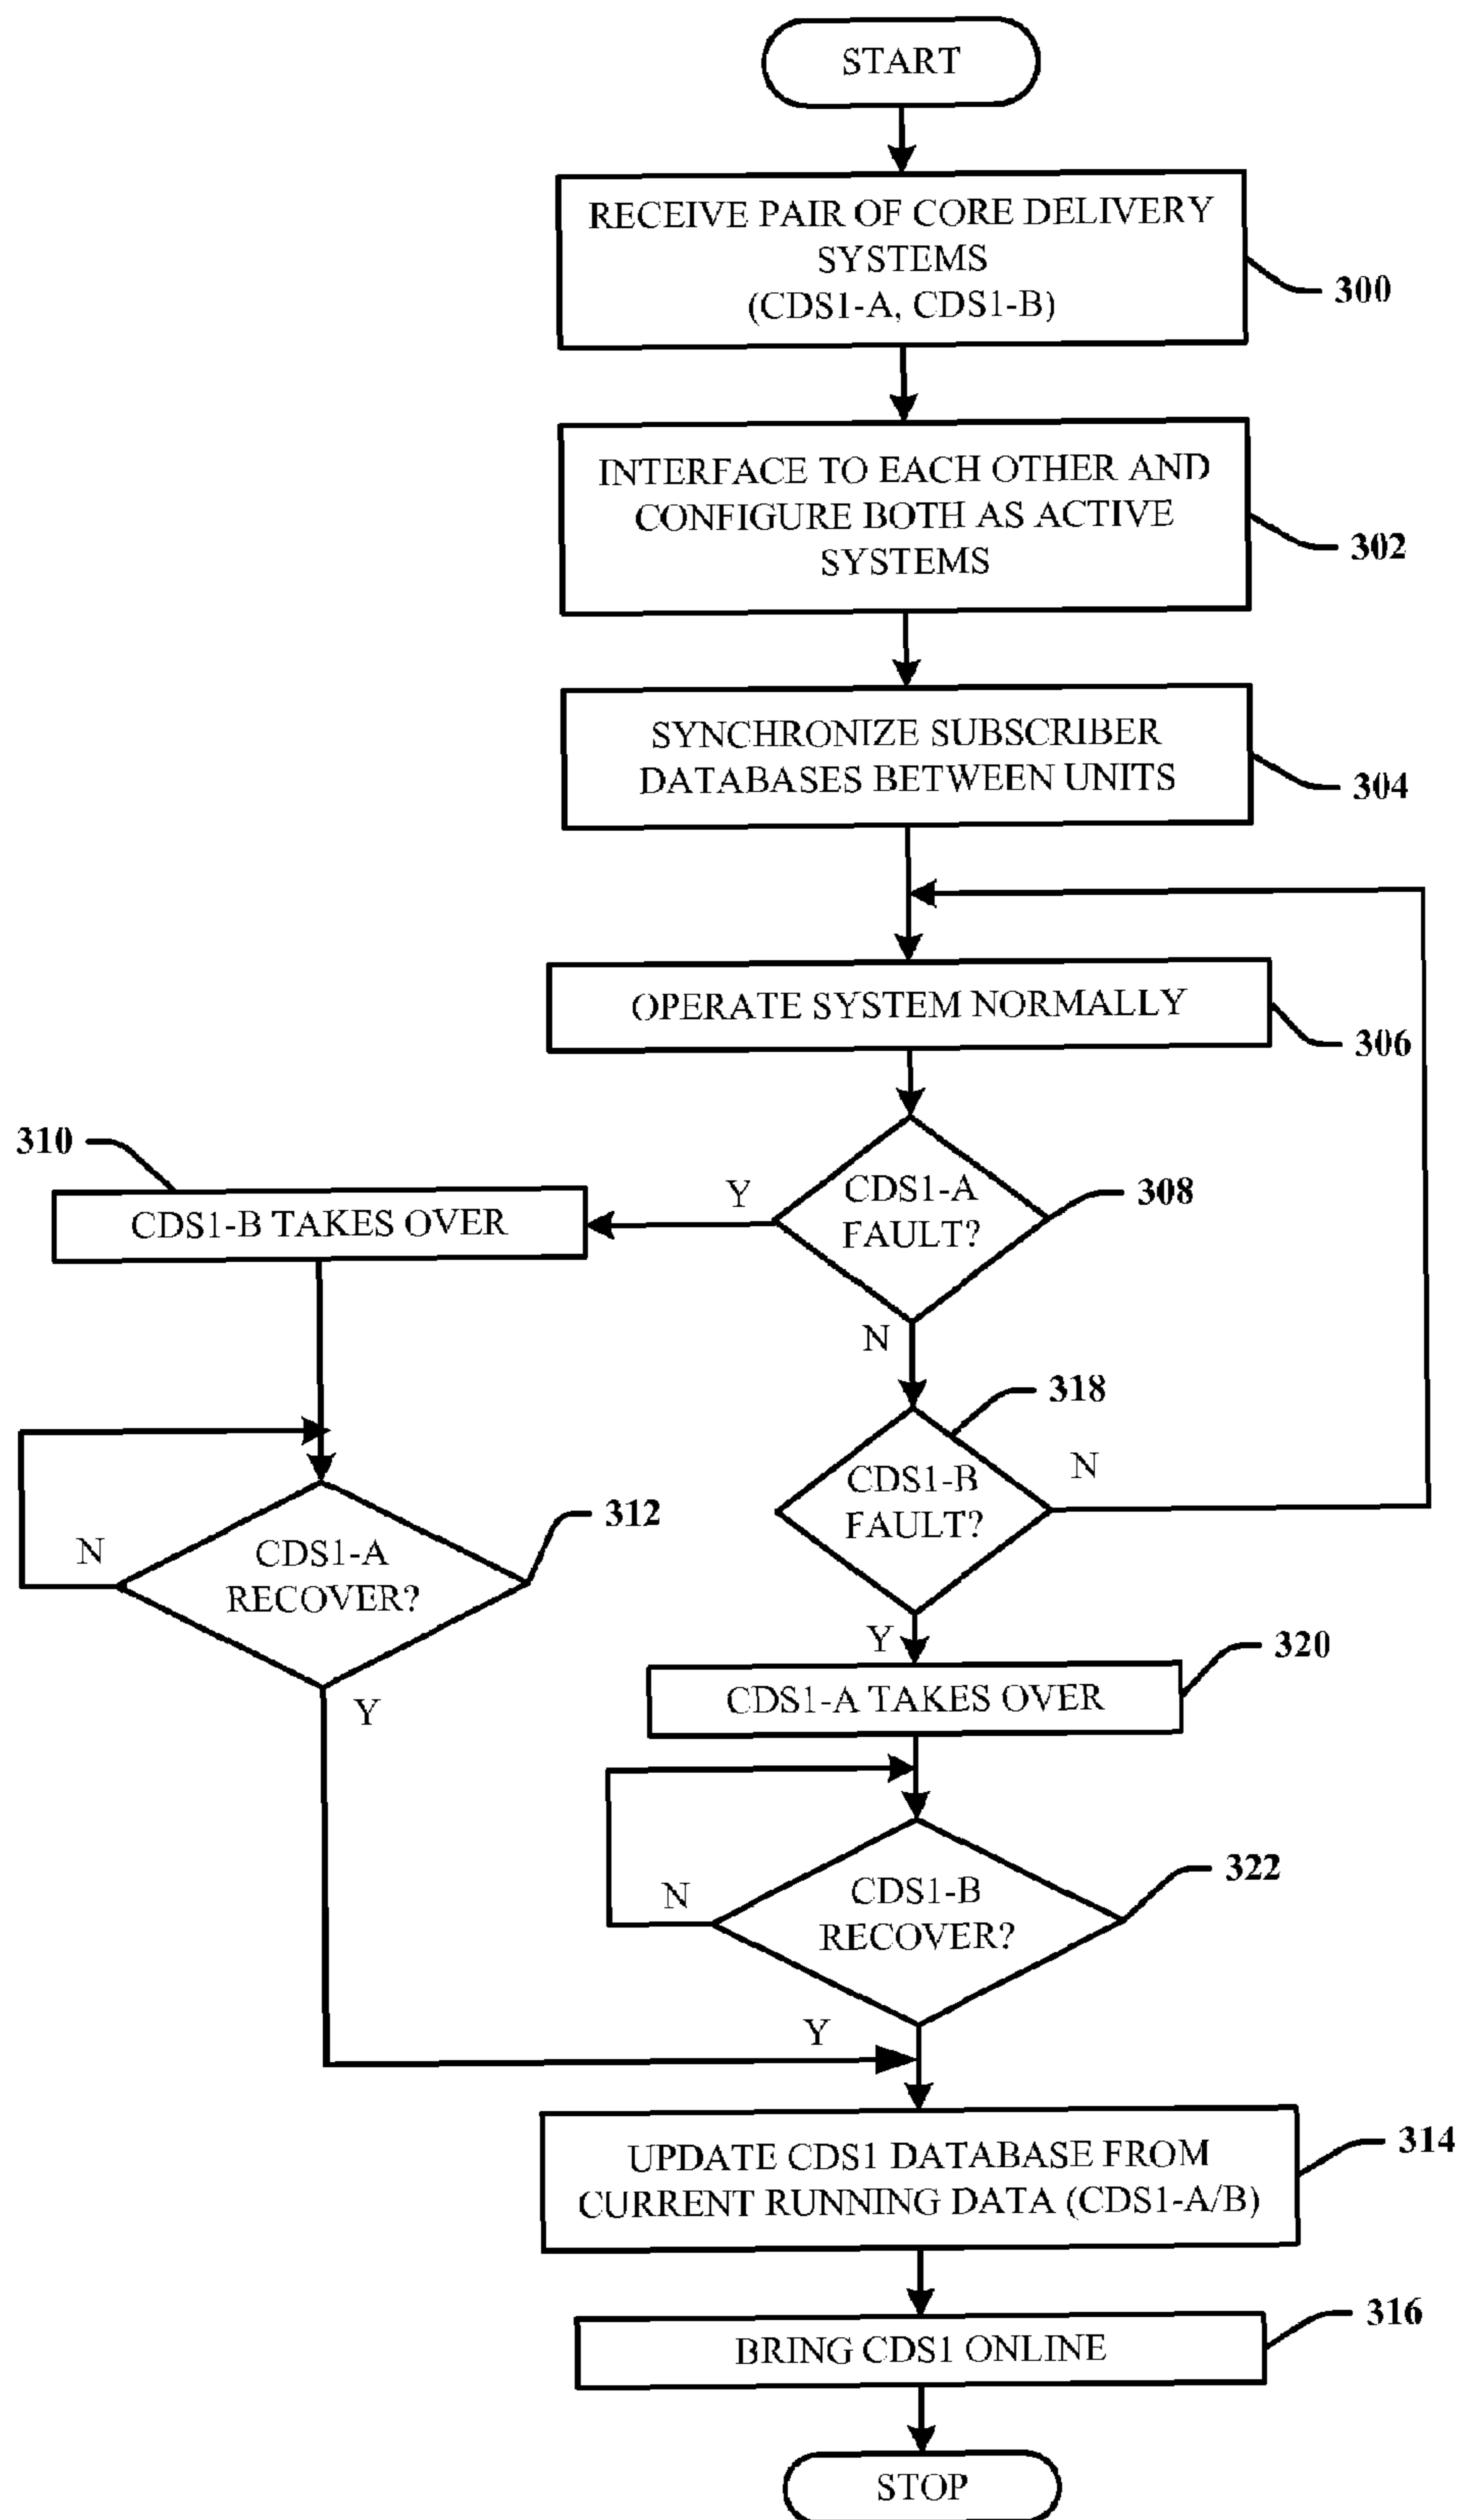 START
RECEIVE PAIR OF CORE DELIVERY
SYSTEMS
(CDS1-A, CDS1-B)
300
INTERFACE TO EACH OTHER AND
CONFIGURE BOTH AS ACTIVE
SYSTEMS
302
SYNCHRONIZE SUBSCRIBER
DATABASES BETWEEN UNITS
304
OPERATE SYSTEM NORMALLY
306
310
CDS1-B TAKES OVER
Y
CDS1-A
FAULT?
308
N
318
CDS1-B
FAULT?
N
312
N
CDS1-A
RECOVER?
Y
Y
320
CDS1-A TAKES OVER
322
N
CDS1-B
RECOVER?
Y
314
UPDATE CDS1 DATABASE FROM
CURRENT RUNNING DATA (CDS1-A/B)
316
BRING CDS1 ONLINE
STOP